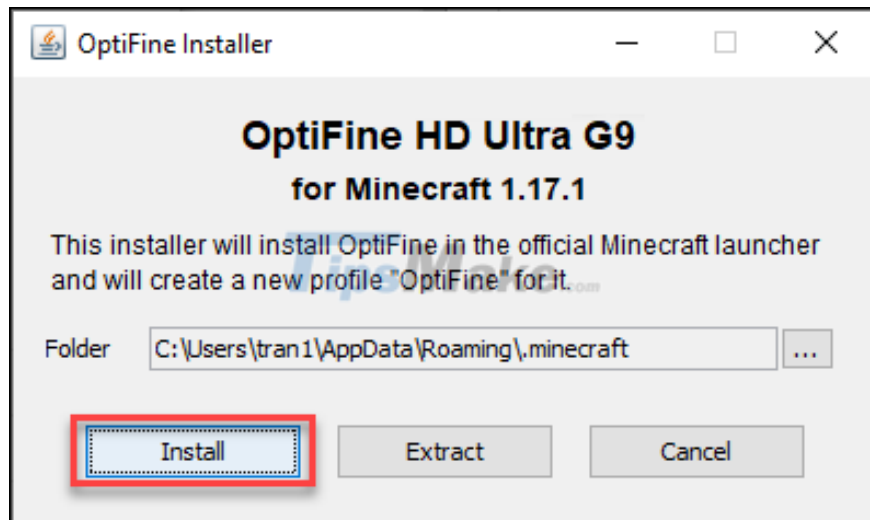 OptiFine Installer
OptiFine HD Ultra G9
for Minecraft 1.17.1
This installer will install OptiFine in the official Minecraft launcher
and will create a new profile "OptiFine" for it.
TipsMake.com
Folder C:\Users\tran1\AppData\Roaming\.minecraft ...
Install Extract Cancel